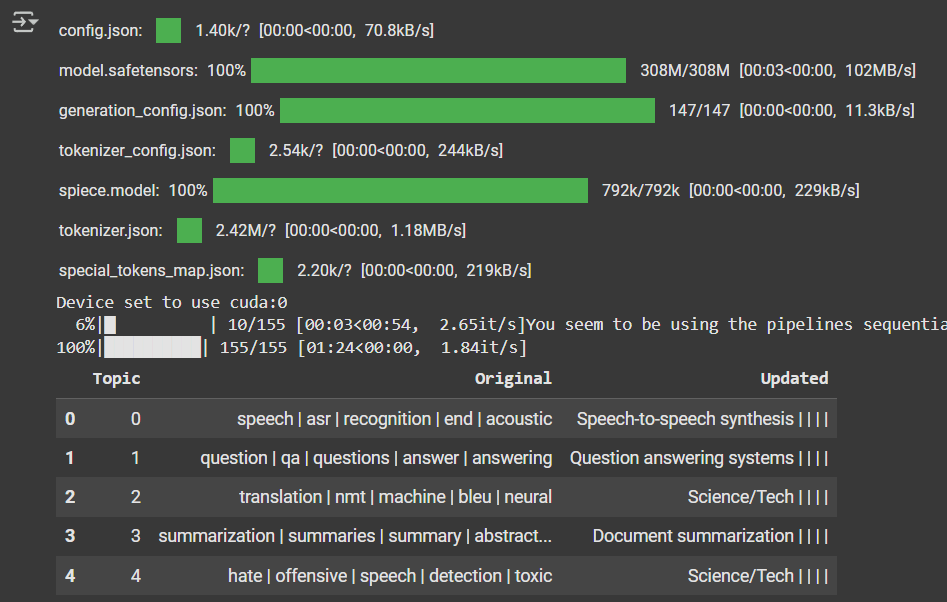 config.json: 1.40k/? [00:00<00:00, 70.8kB/s]
model.safetensors: 100% 308M/308M [00:03<00:00, 102MB/s]
generation_config.json: 100% 147/147 [00:00<00:00, 11.3kB/s]
tokenizer_config.json: 2.54k/? [00:00<00:00, 244kB/s]
spiece.model: 100% 792k/792k [00:00<00:00, 229kB/s]
tokenizer.json: 2.42M/? [00:00<00:00, 1.18MB/s]
special_tokens_map.json: 2.20k/? [00:00<00:00, 219kB/s]
Device set to use cuda:0
6%| | 10/155 [00:03<00:54, 2.65it/s]You seem to be using the pipelines sequentia
100%| | 155/155 [01:24<00:00, 1.84it/s]
Topic Original Updated
0 0 speech | asr | recognition | end | acoustic Speech-to-speech synthesis | | | |
1 1 question | qa | questions | answer | answering Question answering systems | | | |
2 2 translation | nmt | machine | bleu | neural Science/Tech | | | |
3 3 summarization | summaries | summary | abstract... Document summarization | | | |
4 4 hate | offensive | speech | detection | toxic Science/Tech | | | |